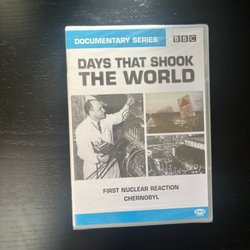 DOCUMENTARY SERIES
BBC
DAYS THAT SHOOK
THE WORLD
FIRST NUCLEAR REACTION
CHERNOBYL